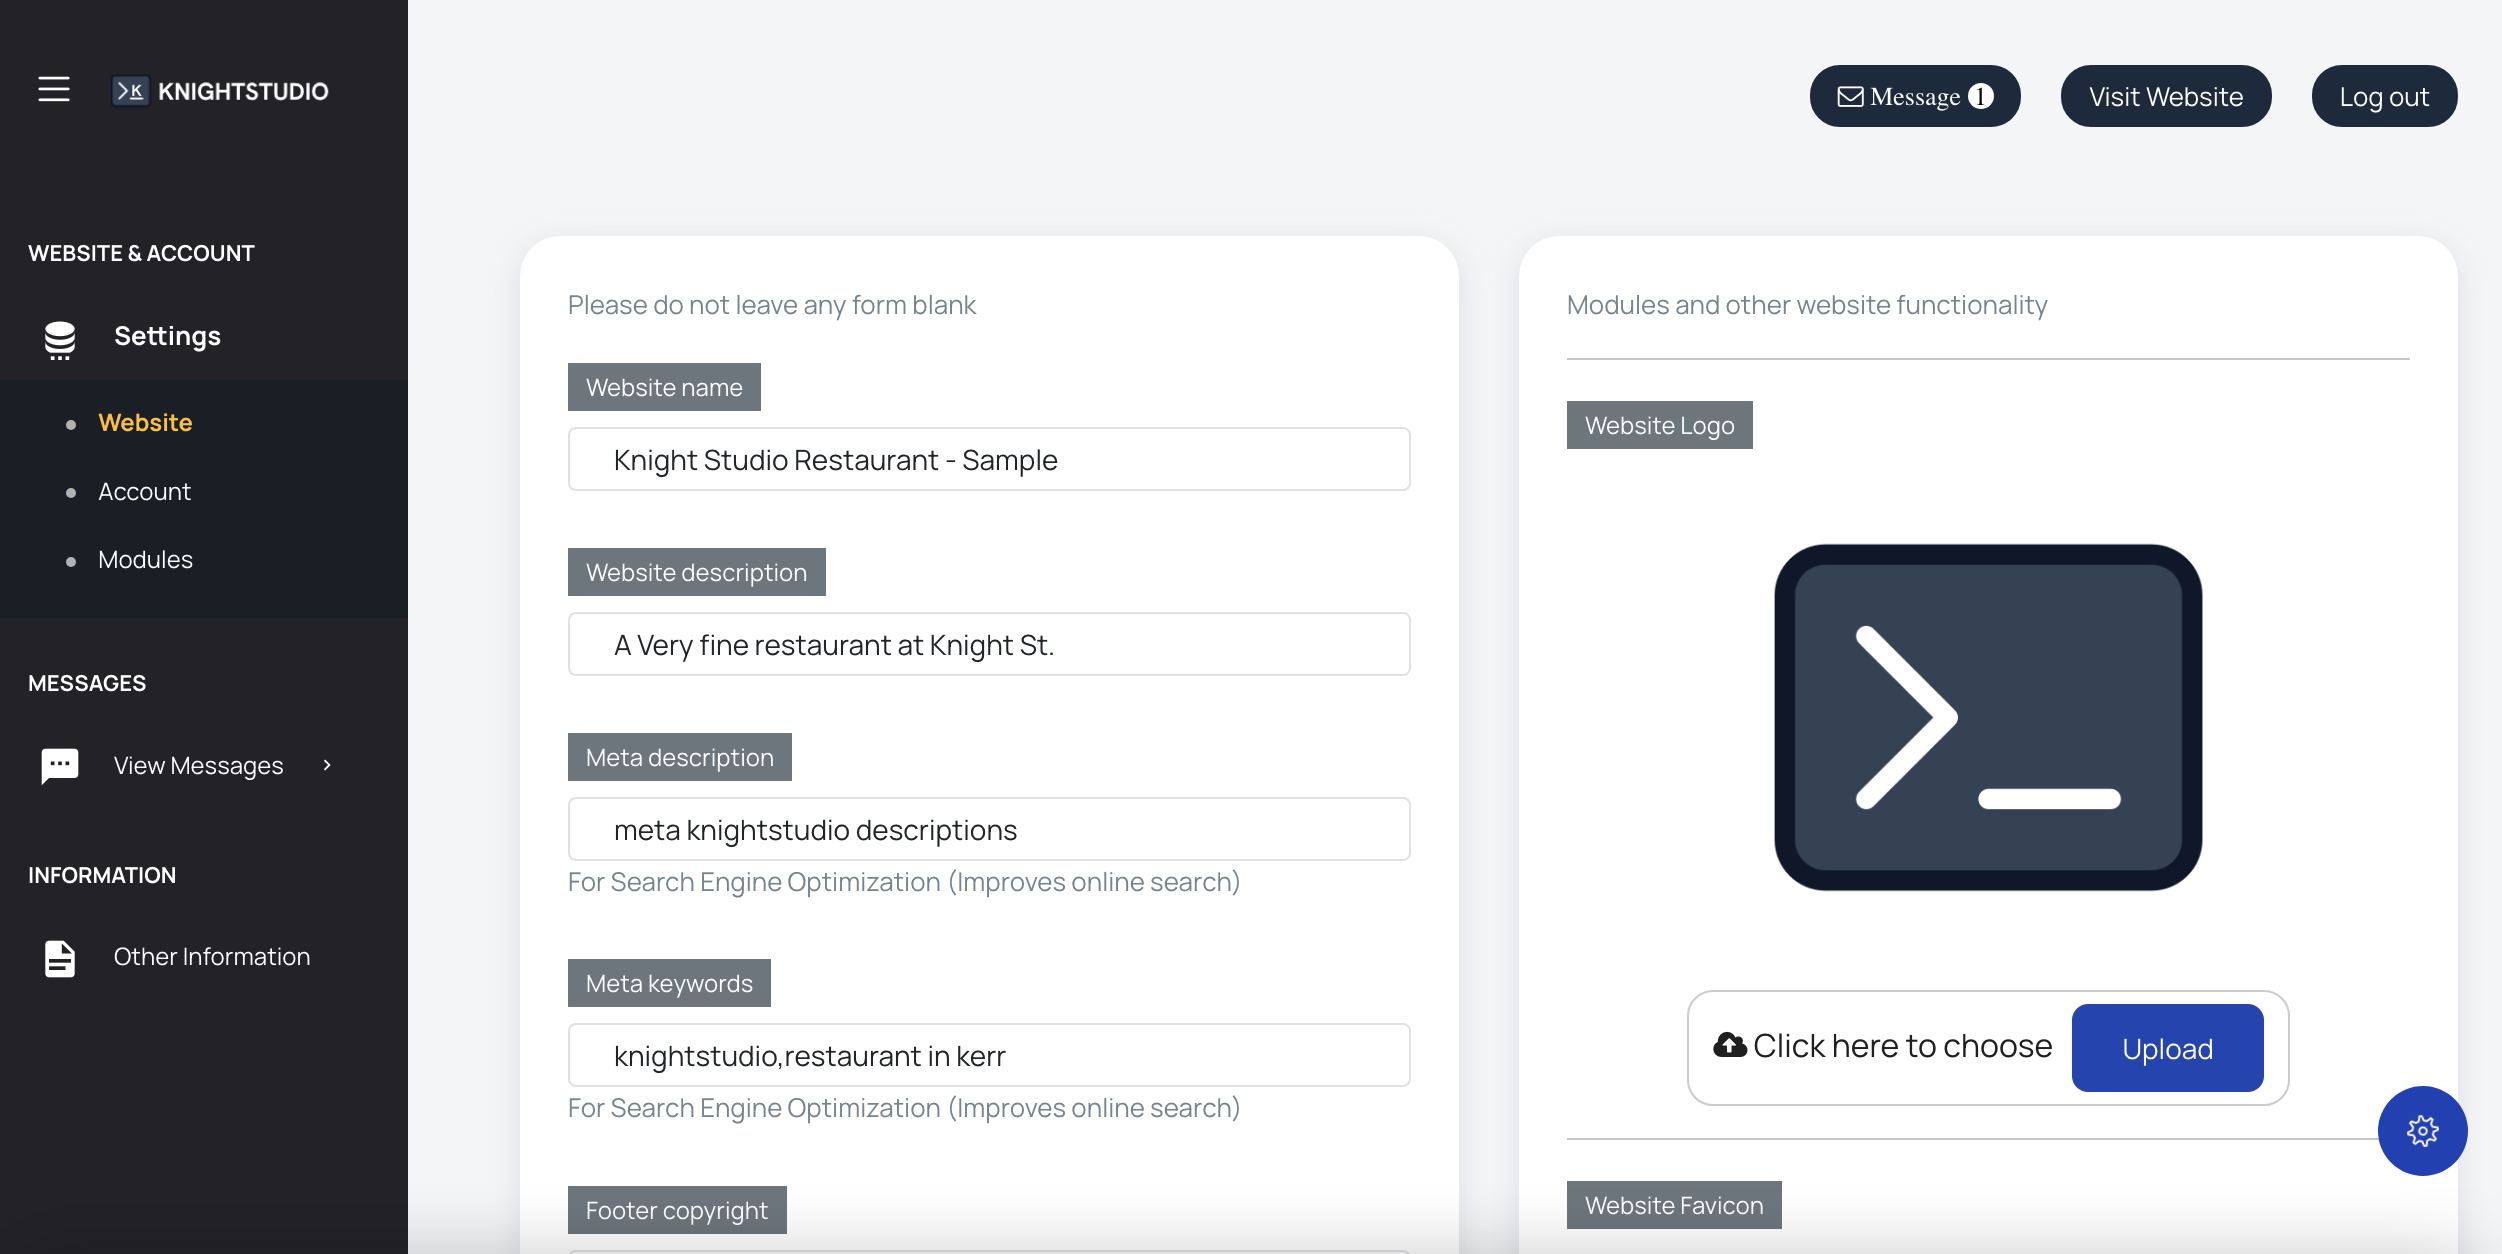 KNIGHTSTUDIO
Message 1
Visit Website
Log out
WEBSITE & ACCOUNT
Settings
Website
Account
Modules
MESSAGES
View Messages
INFORMATION
Other Information
Please do not leave any form blank
Website name
Knight Studio Restaurant - Sample
Website description
A Very fine restaurant at Knight St.
Meta description
meta knightstudio descriptions
For Search Engine Optimization (Improves online search)
Meta keywords
knightstudio,restaurant in kerr
For Search Engine Optimization (Improves online search)
Footer copyright
Modules and other website functionality
Website Logo
Click here to choose
Upload
Website Favicon